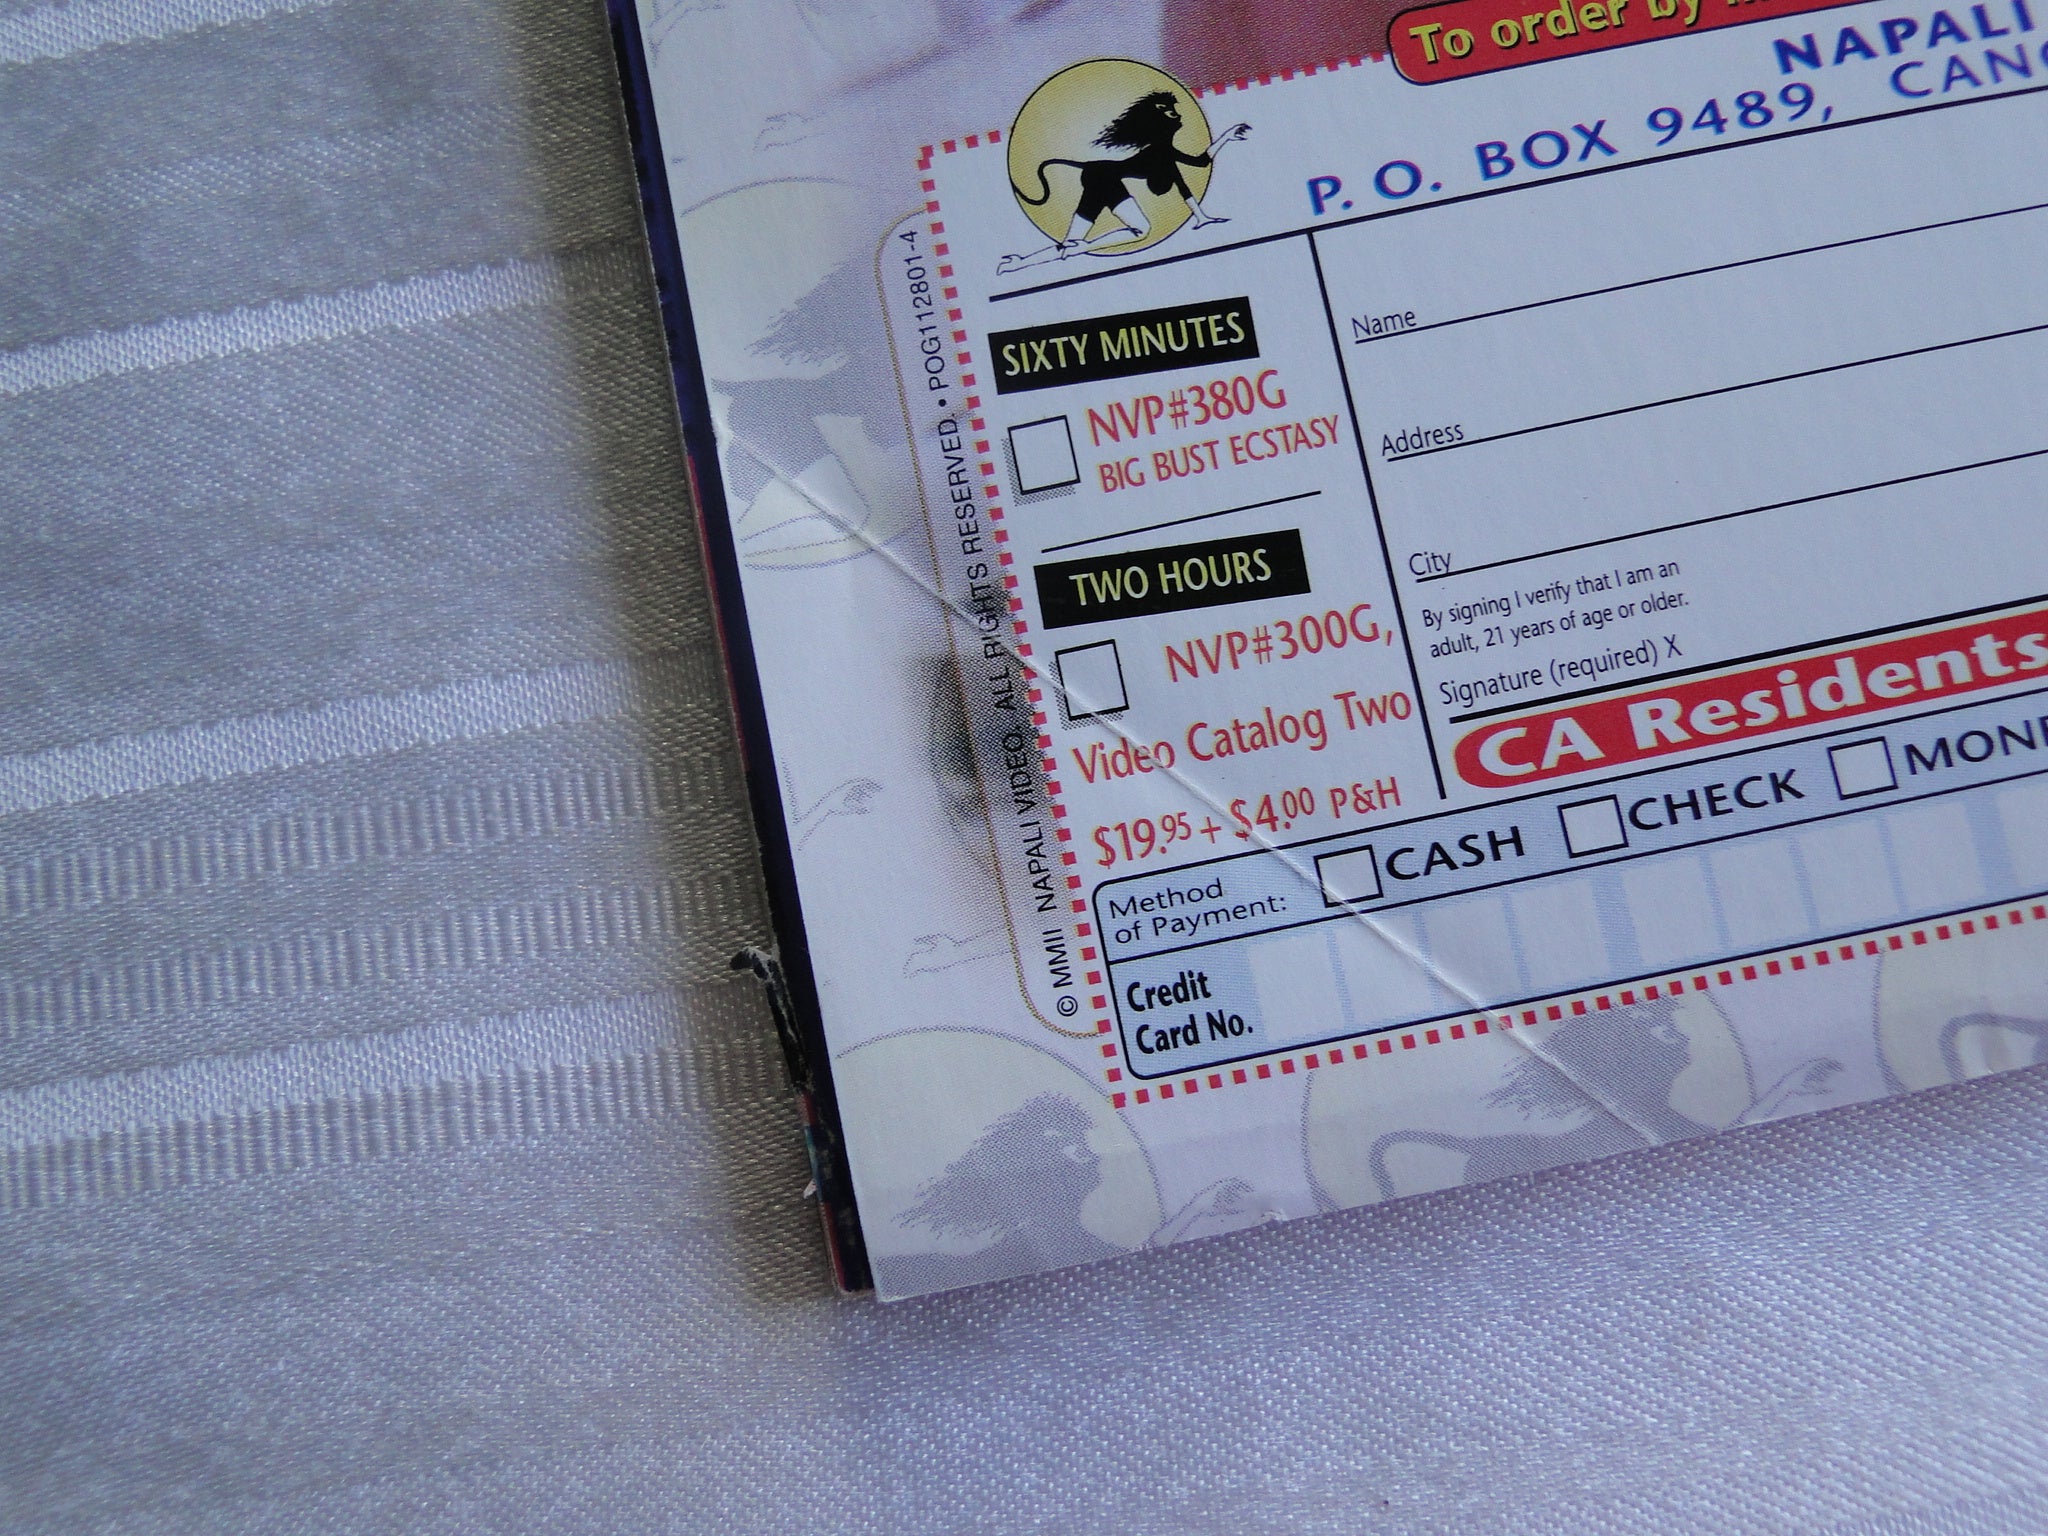 To order by
NAPALI
P. O. BOX 9489,
SIXTY MINUTES
NVP#380G
BIG BUST ECSTASY
TWO HOURS
NVP#300G,
Video Catalog Two
$19.95 + $4.00 P&H
Name
Address
City
By signing I verify that I am an
adult, 21 years of age or older.
Signature (required) X
CA Residents
Method
of Payment:
CASH CHECK
Credit
Card No.
© MMII NAPALI VIDEO. ALL RIGHTS RESERVED. • POG112801-4